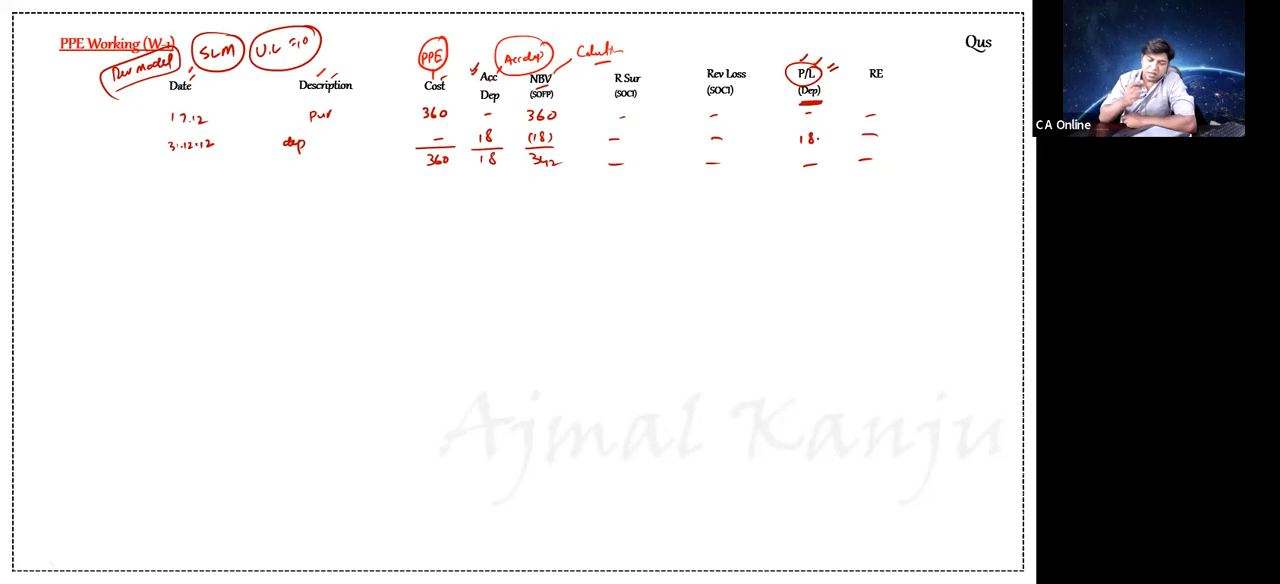 PPE Working (W-1)
Rev model
SLM
U.L = 10
PPE
Acc dep
Qus
Date
Description
Cost
Acc Dep
NBV (SOFP)
R Sur (SOCI)
Rev Loss (SOCI)
P/L (Dep)
RE
1.7.12 pur 360 - 360 - - - -
31.12.12 dep - 18 (18) - - 18. -
360 18 342 - - - -
Ajmal Kanju
C A Online